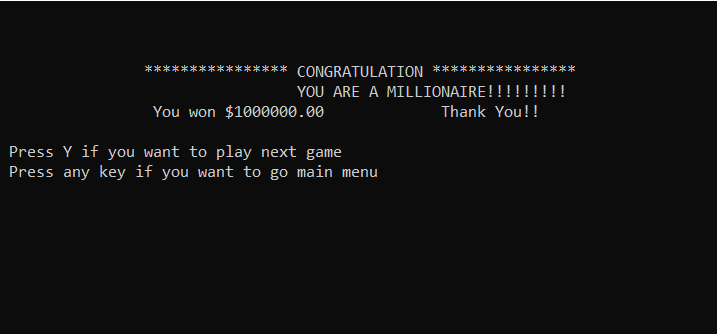 **************** CONGRATULATION ****************
YOU ARE A MILLIONAIRE!!!!!!!!!
You won $1000000.00 Thank You!!
Press Y if you want to play next game
Press any key if you want to go main menu